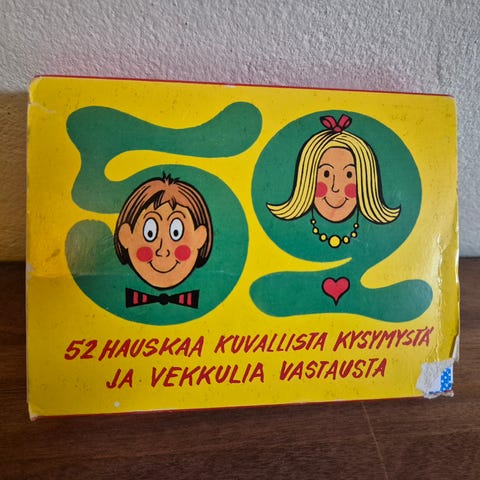 52
52 HAUSKAA KUVALLISTA KYSYMYSTÄ
JA VEKKULIA VASTAUSTA